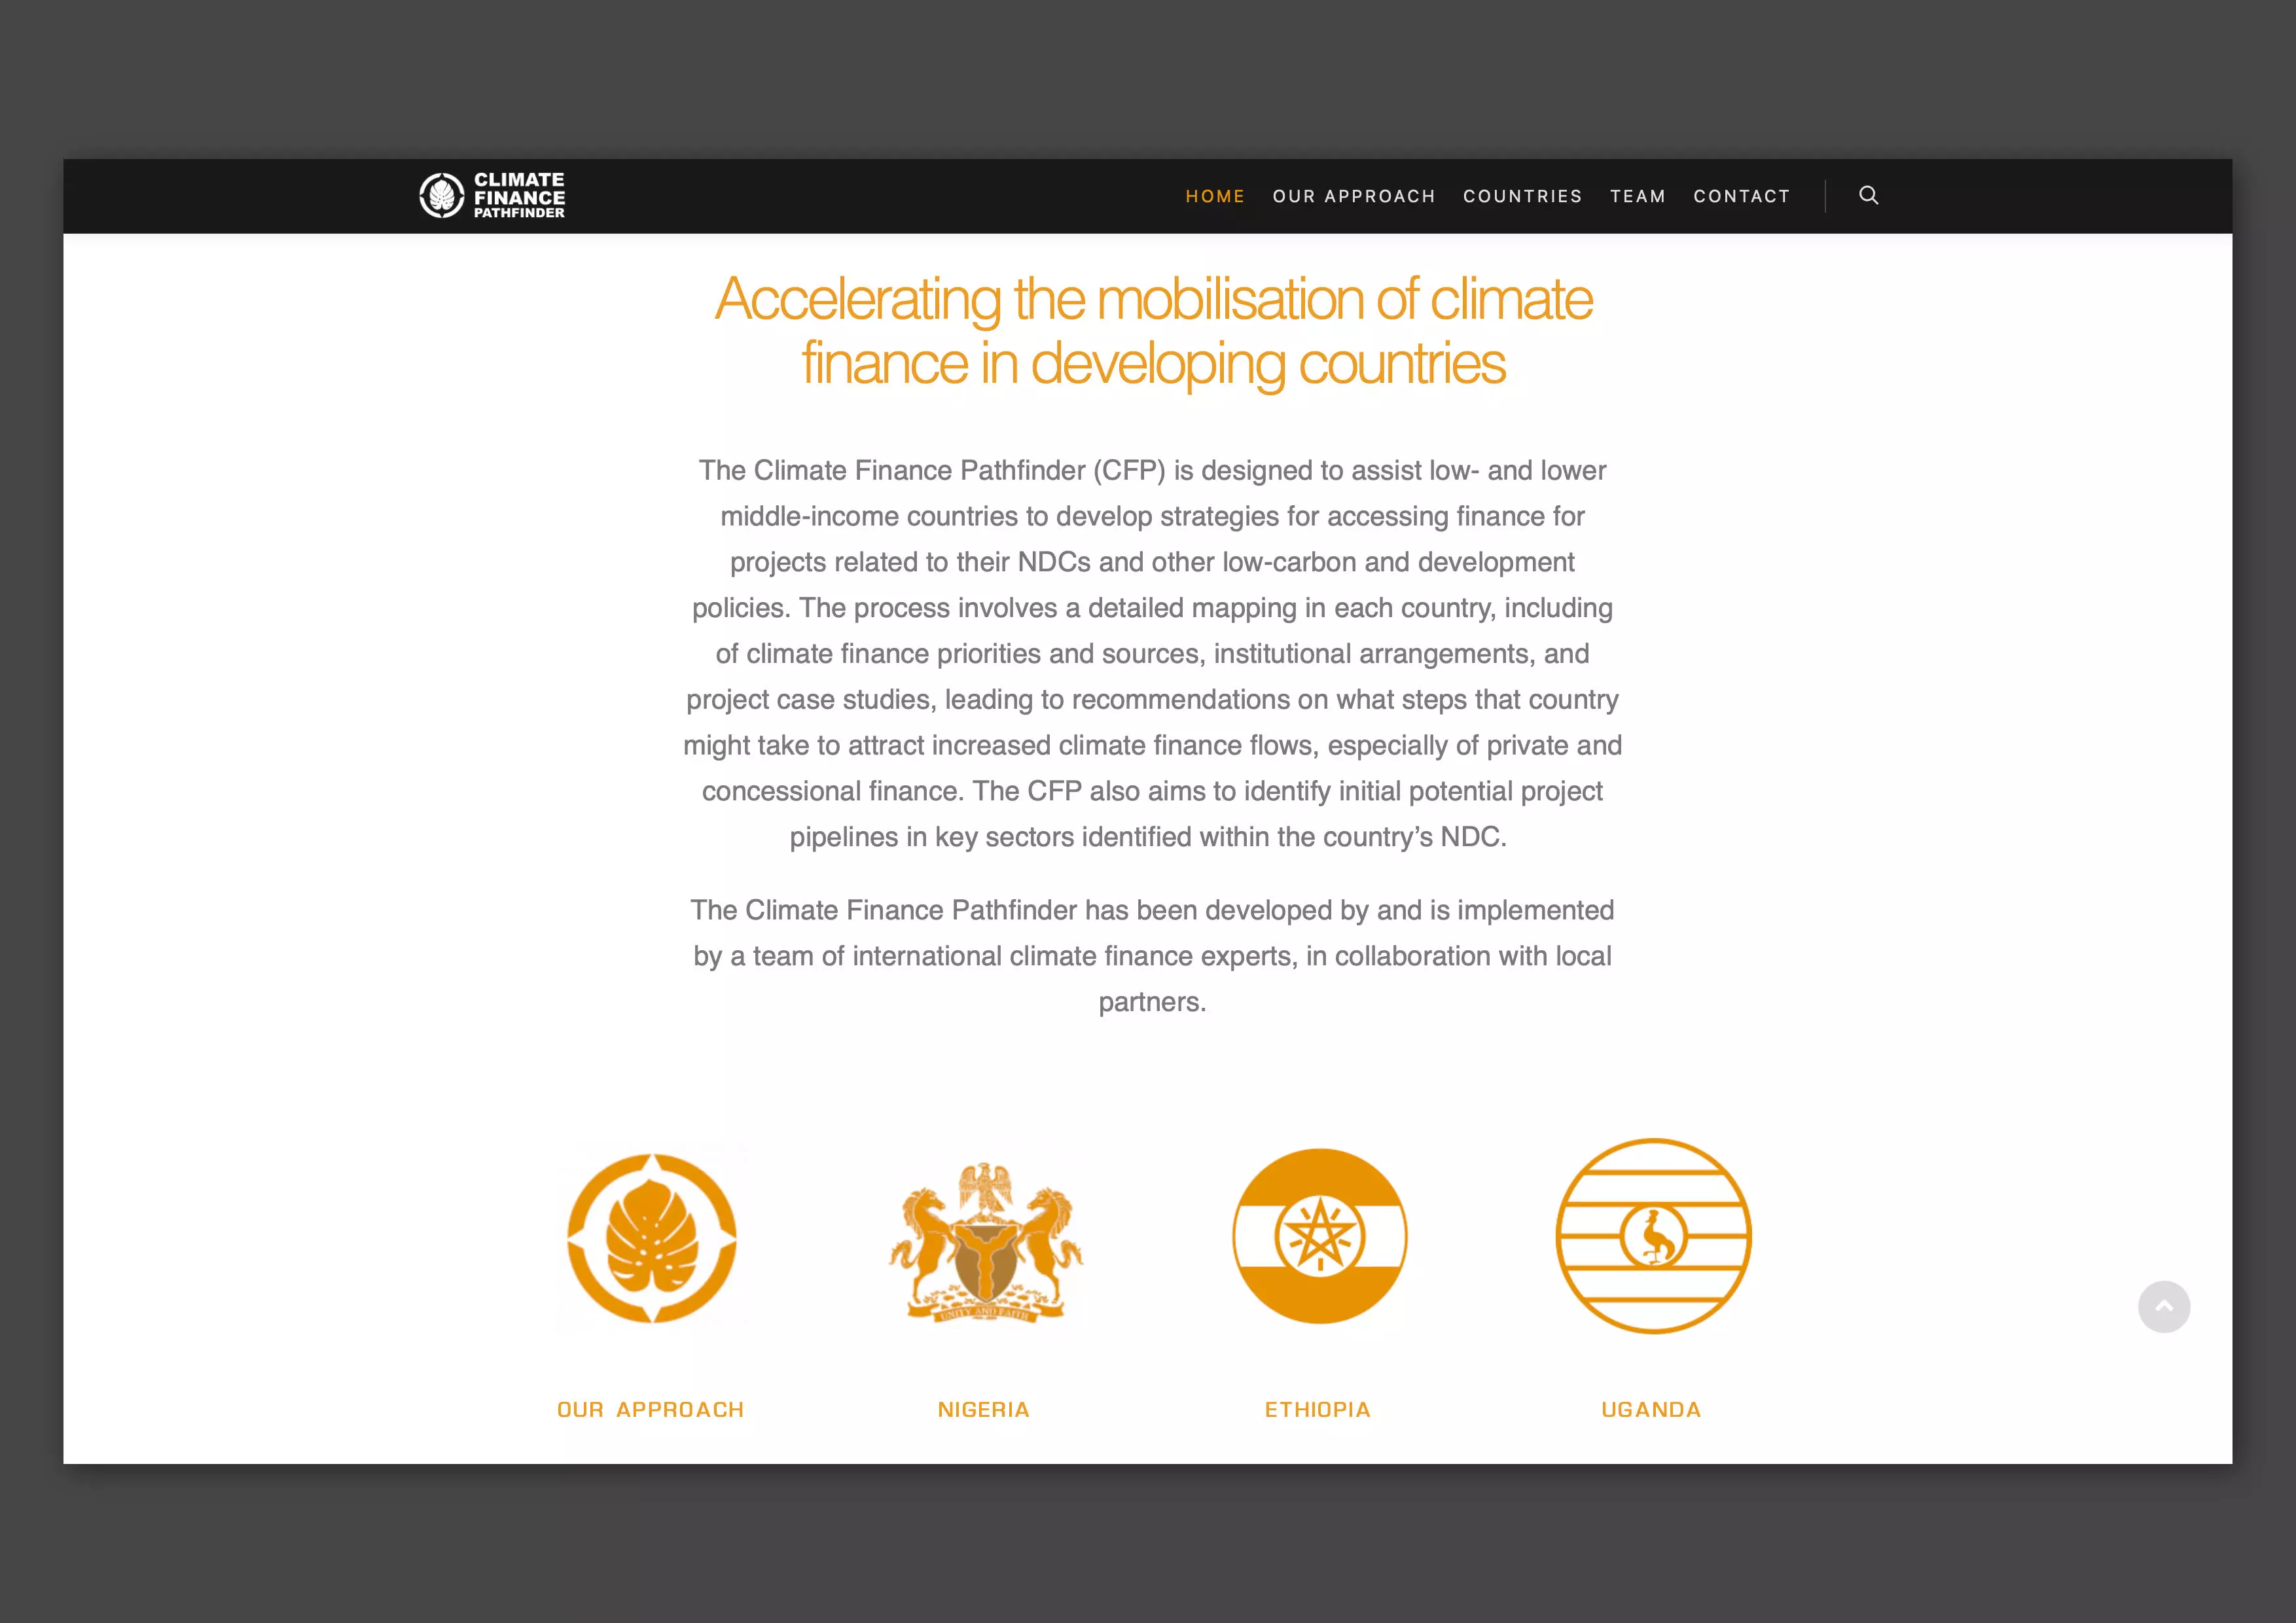 CLIMATE
FINANCE
PATHFINDER
HOME OUR APPROACH COUNTRIES TEAM CONTACT
Accelerating the mobilisation of climate
finance in developing countries
The Climate Finance Pathfinder (CFP) is designed to assist low- and lower
middle-income countries to develop strategies for accessing finance for
projects related to their NDCs and other low-carbon and development
policies. The process involves a detailed mapping in each country, including
of climate finance priorities and sources, institutional arrangements, and
project case studies, leading to recommendations on what steps that country
might take to attract increased climate finance flows, especially of private and
concessional finance. The CFP also aims to identify initial potential project
pipelines in key sectors identified within the country’s NDC.
The Climate Finance Pathfinder has been developed by and is implemented
by a team of international climate finance experts, in collaboration with local
partners.
UNITY AND FAITH
OUR APPROACH
NIGERIA
ETHIOPIA
UGANDA